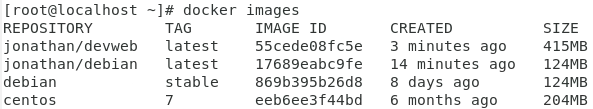 [root@localhost ~]# docker images
REPOSITORY TAG IMAGE ID CREATED SIZE
jonathan/devweb latest 55cede08fc5e 3 minutes ago 415MB
jonathan/debian latest 17689eabc9fe 14 minutes ago 124MB
debian stable 869b395b26d8 8 days ago 124MB
centos 7 eeb6ee3f44bd 6 months ago 204MB